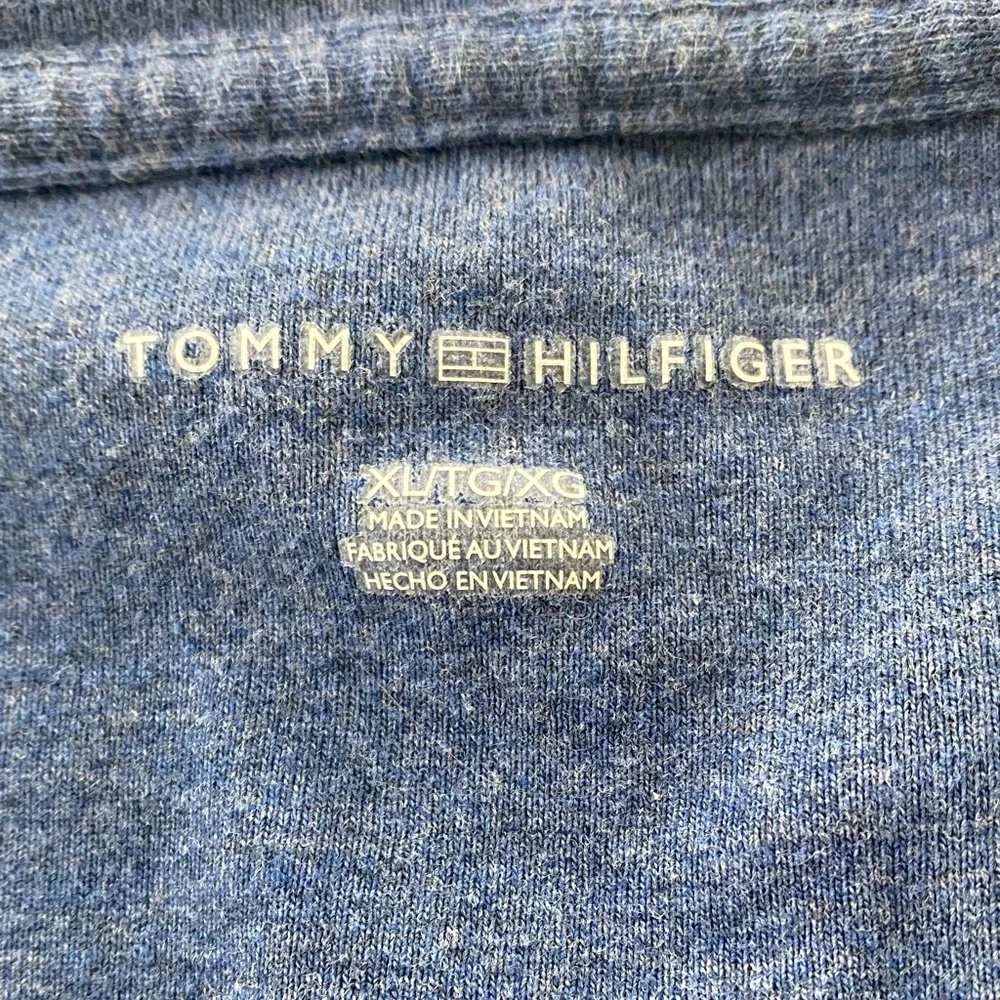 TOMMY HILFIGER
XL/TG/XG
MADE IN VIETNAM
FABRIQUÉ AU VIETNAM
HECHO EN VIETNAM